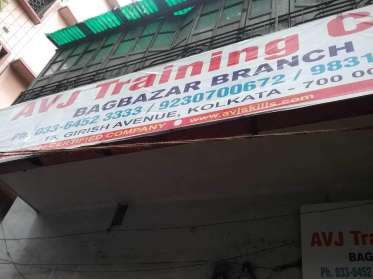 AVJ Training C
BAGBAZAR BRANCH
Ph. 033-6452 3333 / 9230700672 / 9831
GIRISH AVENUE, KOLKATA - 700 00
COMPANY • www.avjskills.com
AVJ Tra
BAGB
Ph. 033-6452